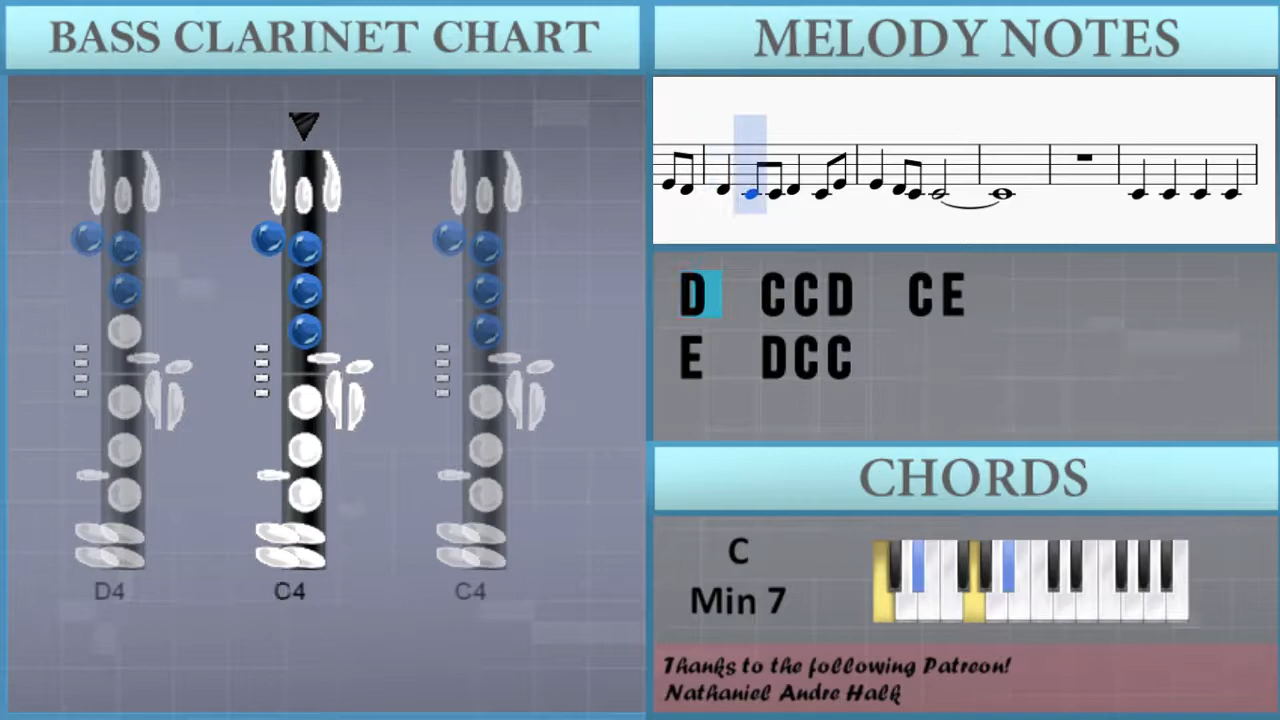 BASS CLARINET CHART
D4 C4 C4
MELODY NOTES
D CCD CE
E DCC
CHORDS
C
Min 7
Thanks to the following Patreon!
Nathaniel Andre Halk